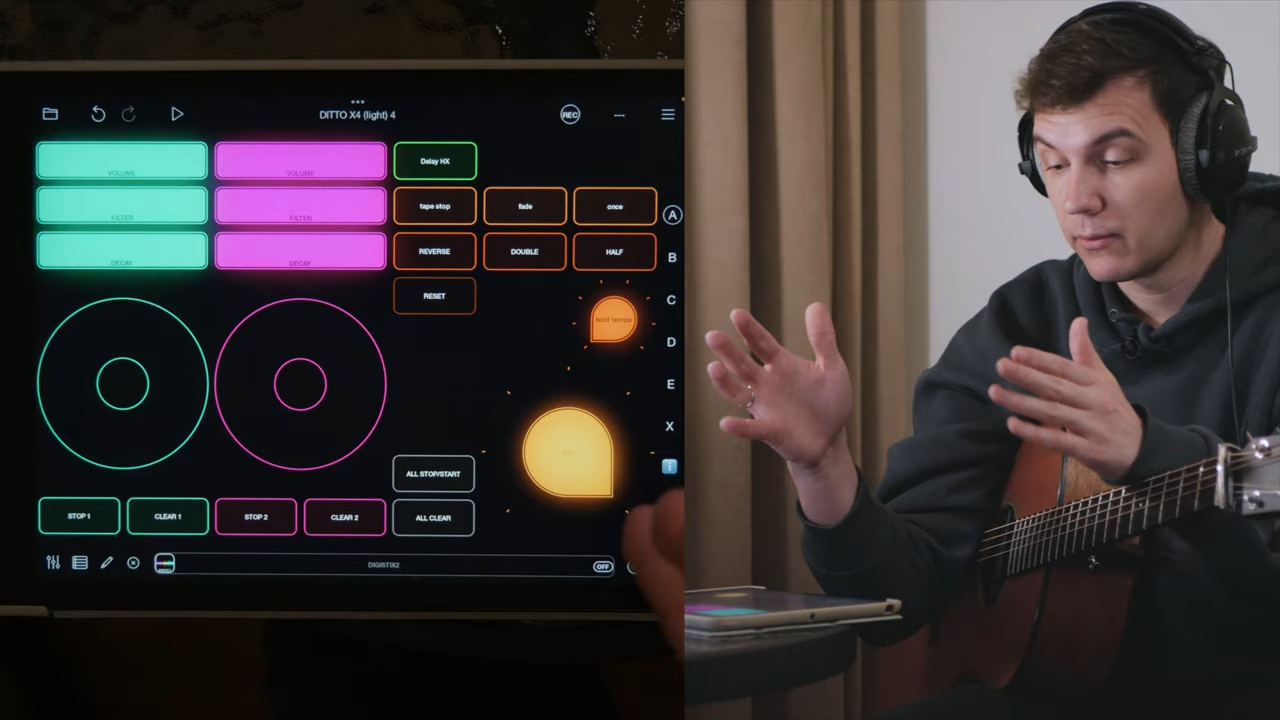 DITTO X4 (light) 4
REC
VOLUME
VOLUME
Delay HX
FILTER
FILTER
tape stop
fade
once
A
DECAY
DECAY
REVERSE
DOUBLE
HALF
B
RESET
C
Hold tempo
D
E
X
ALL STOP/START
STOP 1
CLEAR 1
STOP 2
CLEAR 2
ALL CLEAR
DIGISTIX2
OFF